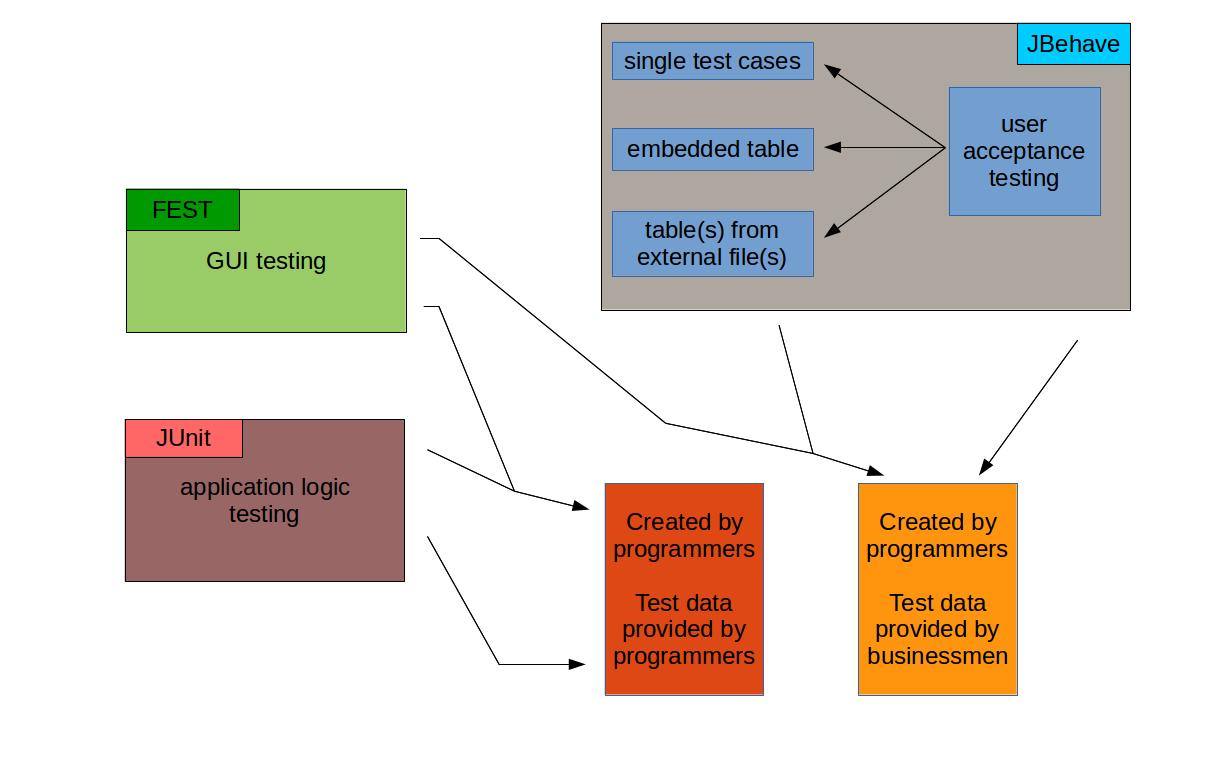 JBehave
single test cases
embedded table
table(s) from
external file(s)
user
acceptance
testing
FEST
GUI testing
JUnit
application logic
testing
Created by
programmers
Test data
provided by
programmers
Created by
programmers
Test data
provided by
businessmen